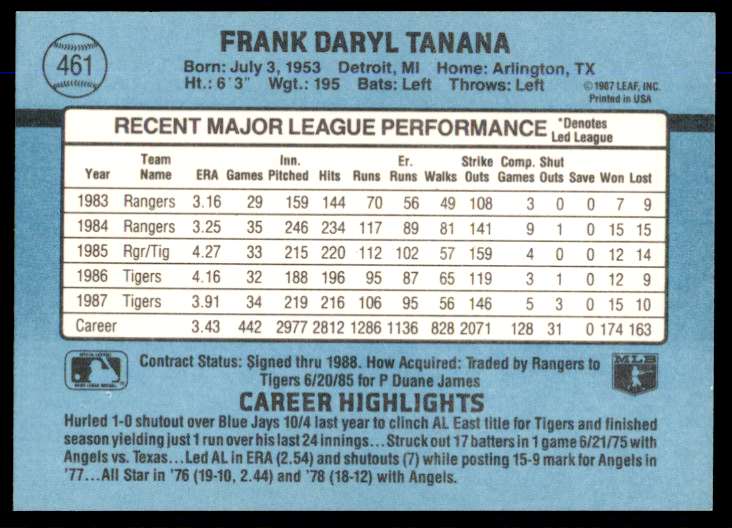 461
FRANK DARYL TANANA
Born: July 3, 1953 Detroit, MI Home: Arlington, TX
Ht.: 6'3" Wgt.: 195 Bats: Left Throws: Left
©1987 LEAF, INC.
Printed in USA
RECENT MAJOR LEAGUE PERFORMANCE *Denotes Led League
Year Team Name ERA Games Inn. Pitched Hits Runs Er. Runs Walks Strike Outs Comp. Games Shut Outs Save Won Lost
1983 Rangers 3.16 29 159 144 70 56 49 108 3 0 0 7 9
1984 Rangers 3.25 35 246 234 117 89 81 141 9 1 0 15 15
1985 Rgr/Tig 4.27 33 215 220 112 102 57 159 4 0 0 12 14
1986 Tigers 4.16 32 188 196 95 87 65 119 3 1 0 12 9
1987 Tigers 3.91 34 219 216 106 95 56 146 5 3 0 15 10
Career 3.43 442 2977 2812 1286 1136 828 2071 128 31 0 174 163
Contract Status: Signed thru 1988. How Acquired: Traded by Rangers to
Tigers 6/20/85 for P Duane James
MLB
CAREER HIGHLIGHTS
Hurled 1-0 shutout over Blue Jays 10/4 last year to clinch AL East title for Tigers and finished
season yielding just 1 run over his last 24 innings...Struck out 17 batters in 1 game 6/21/75 with
Angels vs. Texas...Led AL in ERA (2.54) and shutouts (7) while posting 15-9 mark for Angels in
'77...All Star in '76 (19-10, 2.44) and '78 (18-12) with Angels.